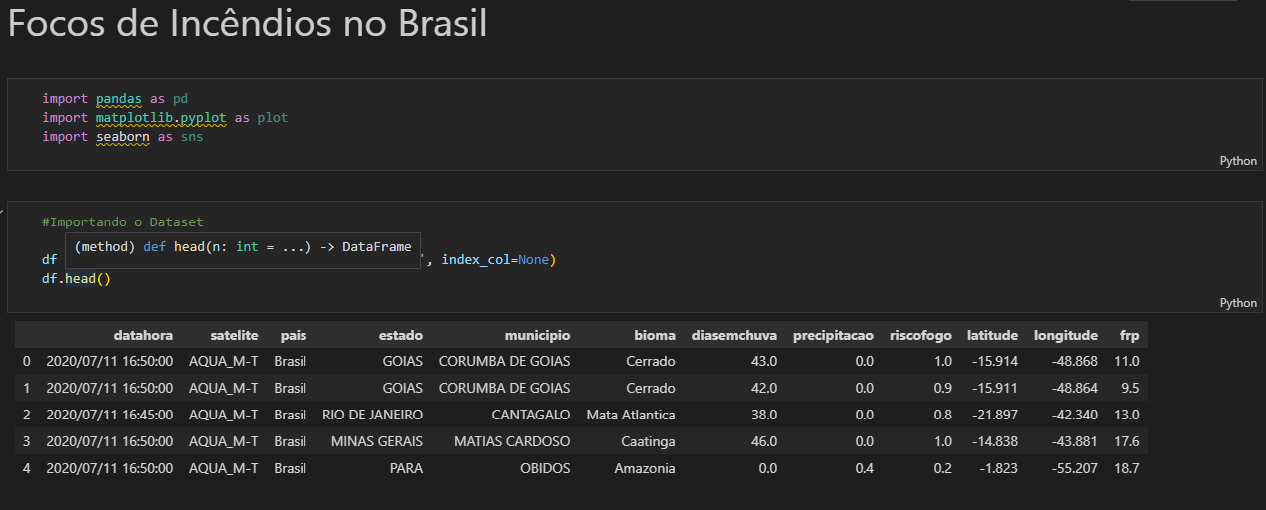 Focos de Incêndios no Brasil
import pandas as pd
import matplotlib.pyplot as plot
import seaborn as sns
Python
#Importando o Dataset
(method) def head(n: int = ...) -> DataFrame
df ', index_col=None)
df.head()
Python
datahora satelite pais estado municipio bioma diasemchuva precipitacao riscofogo latitude longitude frp
0 2020/07/11 16:50:00 AQUA_M-T Brasil GOIAS CORUMBA DE GOIAS Cerrado 43.0 0.0 1.0 -15.914 -48.868 11.0
1 2020/07/11 16:50:00 AQUA_M-T Brasil GOIAS CORUMBA DE GOIAS Cerrado 42.0 0.0 0.9 -15.911 -48.864 9.5
2 2020/07/11 16:45:00 AQUA_M-T Brasil RIO DE JANEIRO CANTAGALO Mata Atlantica 38.0 0.0 0.8 -21.897 -42.340 13.0
3 2020/07/11 16:50:00 AQUA_M-T Brasil MINAS GERAIS MATIAS CARDOSO Caatinga 46.0 0.0 1.0 -14.838 -43.881 17.6
4 2020/07/11 16:50:00 AQUA_M-T Brasil PARA OBIDOS Amazonia 0.0 0.4 0.2 -1.823 -55.207 18.7